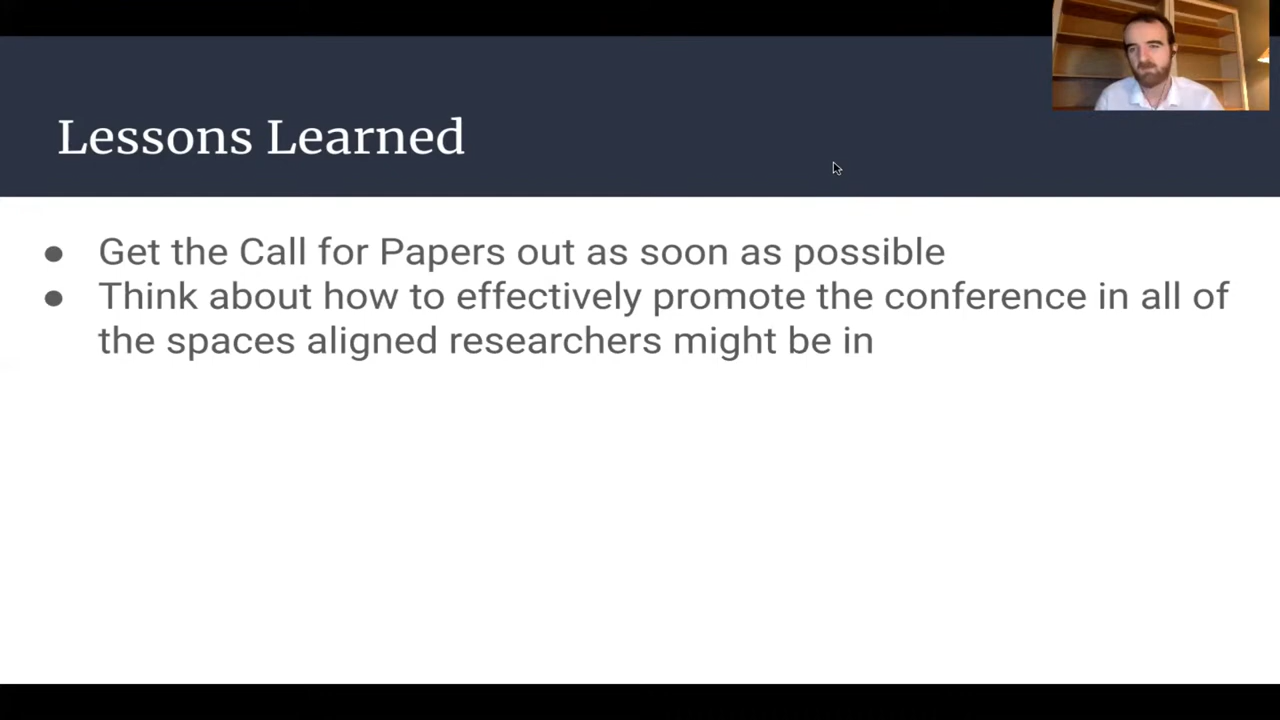 Lessons Learned
● Get the Call for Papers out as soon as possible
● Think about how to effectively promote the conference in all of
the spaces aligned researchers might be in